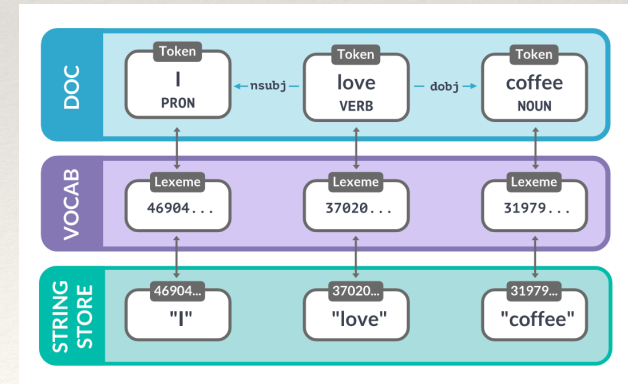 DOC
Token Token Token
I love coffee
nsubj dobj
PRON VERB NOUN
VOCAB
Lexeme Lexeme Lexeme
46904... 37020... 31979...
STRING
STORE
46904... 37020... 31979...
"I" "love" "coffee"